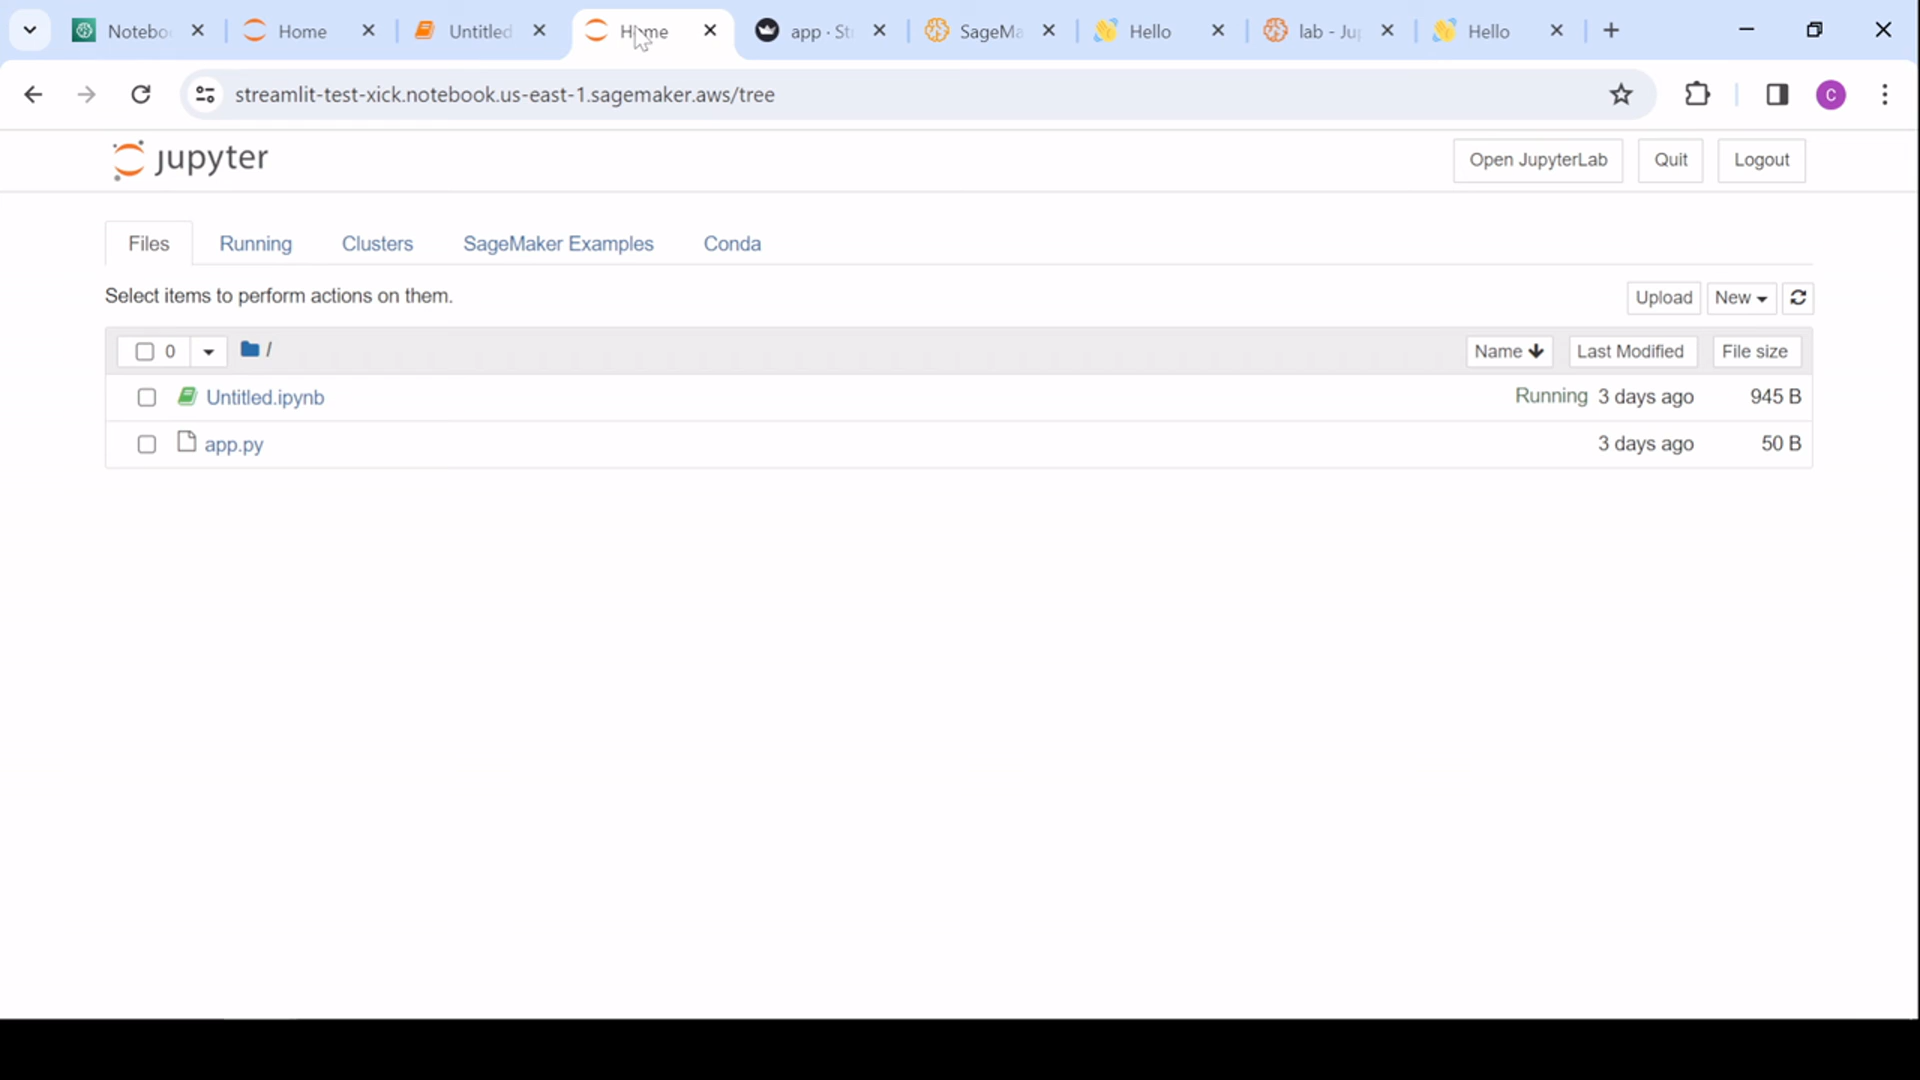 Notebo Home Untitled Home app · St SageMa Hello lab - Ju Hello
streamlit-test-xick.notebook.us-east-1.sagemaker.aws/tree C
jupyter Open JupyterLab Quit Logout
Files Running Clusters SageMaker Examples Conda
Select items to perform actions on them. Upload New
0 / Name Last Modified File size
Untitled.ipynb Running 3 days ago 945 B
app.py 3 days ago 50 B